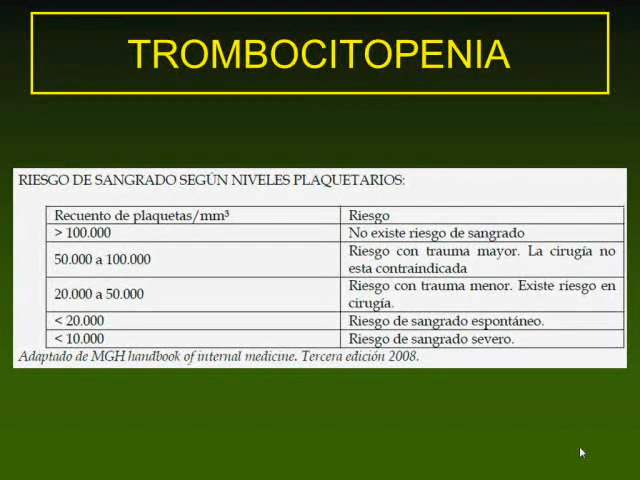 TROMBOCITOPENIA
RIESGO DE SANGRADO SEGÚN NIVELES PLAQUETARIOS:
Recuento de plaquetas/mm³ Riesgo
> 100.000 No existe riesgo de sangrado
50.000 a 100.000 Riesgo con trauma mayor. La cirugía no
esta contraindicada
20.000 a 50.000 Riesgo con trauma menor. Existe riesgo en
cirugía.
< 20.000 Riesgo de sangrado espontáneo.
< 10.000 Riesgo de sangrado severo.
Adaptado de MGH handbook of internal medicine. Tercera edición 2008.